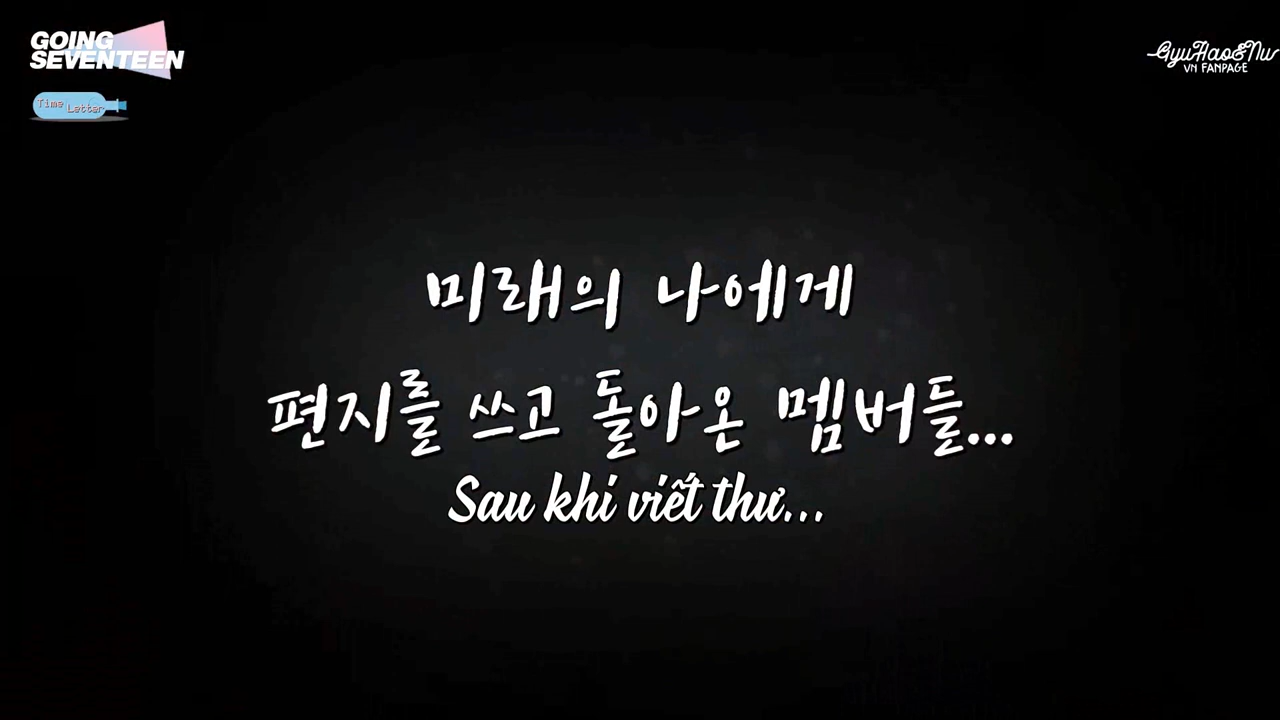 GOING
SEVENTEEN
Time Letter
GyuHao&Nu
VN FANPAGE
미래의 나에게
편지를 쓰고 돌아온 멤버들...
Sau khi viết thư...